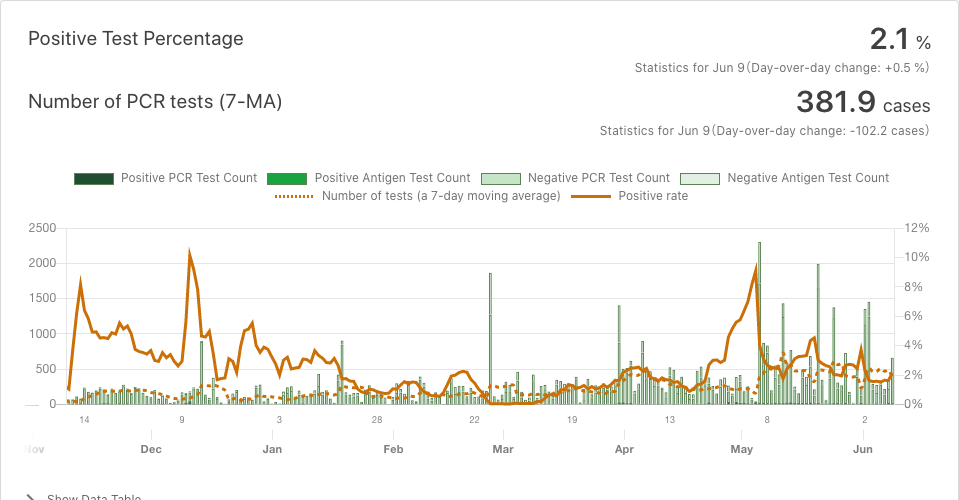 Positive Test Percentage
2.1 %
Statistics for Jun 9(Day-over-day change: +0.5 %)
Number of PCR tests (7-MA)
381.9 cases
Statistics for Jun 9(Day-over-day change: -102.2 cases)
Positive PCR Test Count Positive Antigen Test Count Negative PCR Test Count Negative Antigen Test Count
Number of tests (a 7-day moving average) Positive rate
2500 12%
2000 10%
1500 8%
6%
1000 4%
500 2%
0 0%
14 9 3 28 22 19 13 8 2
Nov Dec Jan Feb Mar Apr May Jun
Show Data Table